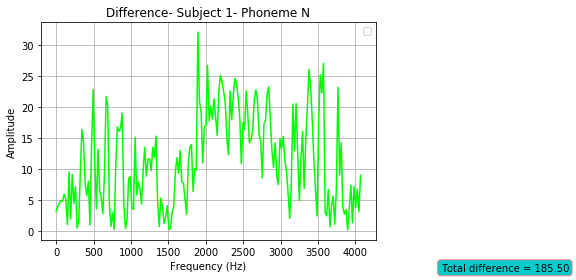 Difference- Subject 1- Phoneme N
Amplitude
30
25
20
15
10
5
0
0 500 1000 1500 2000 2500 3000 3500 4000
Frequency (Hz)
Total difference = 185.50